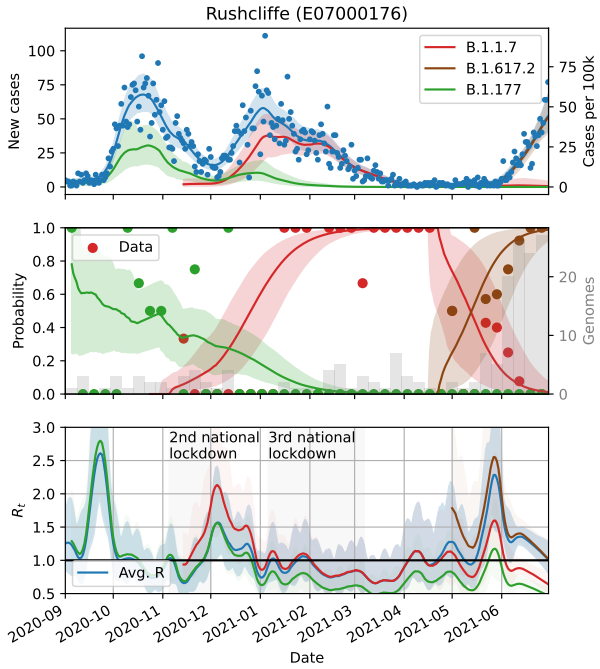 Rushcliffe (E07000176)
100
75
50
25
0
New cases
B.1.1.7
B.1.617.2
B.1.177
75
50
25
0
Cases per 100k
1.0
0.8
0.6
0.4
0.2
0.0
Probability
Data
20
10
0
Genomes
3.0
2.5
2.0
1.5
1.0
0.5
Rt
2nd national
lockdown
3rd national
lockdown
Avg. R
2020-09
2020-10
2020-11
2020-12
2021-01
2021-02
2021-03
2021-04
2021-05
2021-06
Date